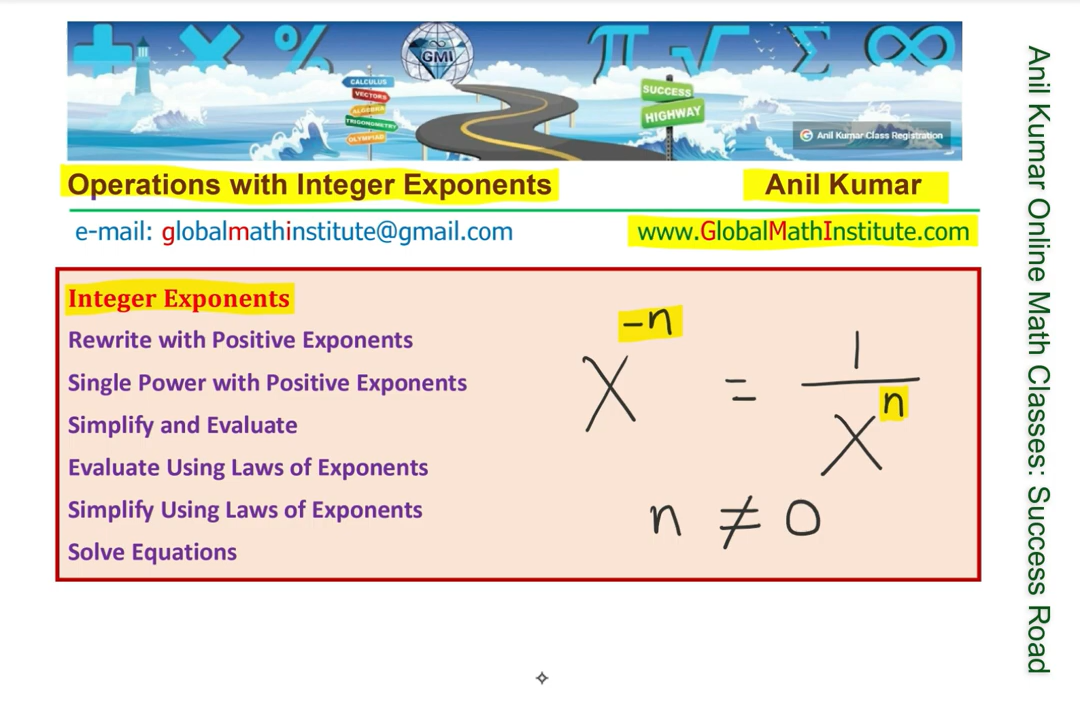 GMI
CALCULUS
VECTORS
ALGEBRA
TRIGONOMETRY
OLYMPIAD
SUCCESS
HIGHWAY
Anil Kumar Class Registration
Operations with Integer Exponents Anil Kumar
e-mail: globalmathinstitute@gmail.com www.GlobalMathInstitute.com
Integer Exponents
Rewrite with Positive Exponents
Single Power with Positive Exponents
Simplify and Evaluate
Evaluate Using Laws of Exponents
Simplify Using Laws of Exponents
Solve Equations
x^{-n} = \frac{1}{x^n}
n ≠ 0
Anil Kumar Online Math Classes: Success Road
+ × % π √ Σ ∞